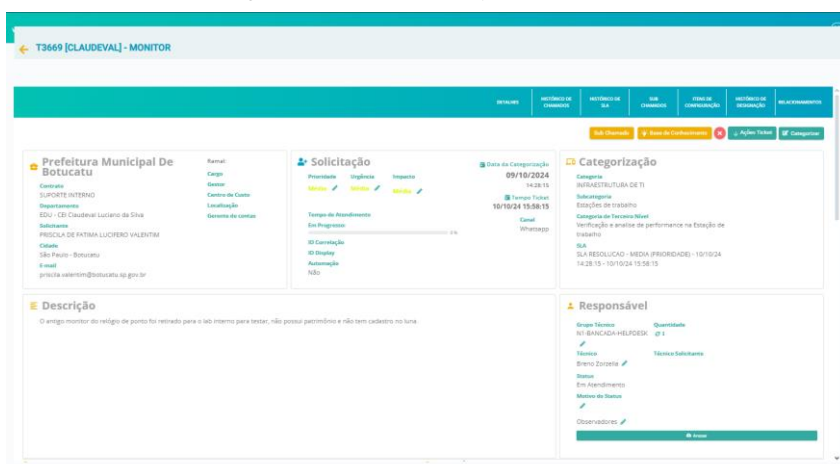 T3669 [CLAUDEVAL] - MONITOR
DETALHES
HISTÓRICO DE CHAMADOS
HISTÓRICO DE SLA
SUB CHAMADOS
ITENS DE CONFIGURAÇÃO
HISTÓRICO DE DESIGNAÇÃO
RELACIONAMENTOS
Sub Chamado
Base de Conhecimento
Ações Ticket
Categorizar
Prefeitura Municipal De
Botucatu
Contrato
SUPORTE INTERNO
Departamento
EDU - CEI Claudeval Luciano da Silva
Solicitante
PRISCILA DE FATIMA LUCIFERO VALENTIM
Cidade
São Paulo - Botucatu
E-mail
priscila.valentim@botucatu.sp.gov.br
Ramal:
Cargo
Gestor
Centro de Custo
Localização
Gerente de contas
Solicitação
Prioridade Urgência Impacto
Média Média Média
Tempo de Atendimento
Em Progresso
0%
ID Correlação
ID Display
Automação
Não
Data da Categorização
09/10/2024
14:28:15
Tempo Ticket
10/10/24 15:58:15
Canal
Whatsapp
Categorização
Categoria
INFRAESTRUTURA DE TI
Subcategoria
Estações de trabalho
Categoria de Terceiro Nível
Verificação e analise de performance na Estação de
trabalho
SLA
SLA RESOLUCAO - MEDIA (PRIORIDADE) - 10/10/24
14:28:15 - 10/10/24 15:58:15
Descrição
O antigo monitor do relógio de ponto foi retirado para o lab interno para testar, não possui patrimônio e não tem cadastro no luna.
Responsável
Grupo Técnico Quantidade
N1-BANCADA-HELPDESK 1
Técnico Técnico Solicitante
Breno Zorzella
Status
Em Atendimento
Motivo do Status
Observadores